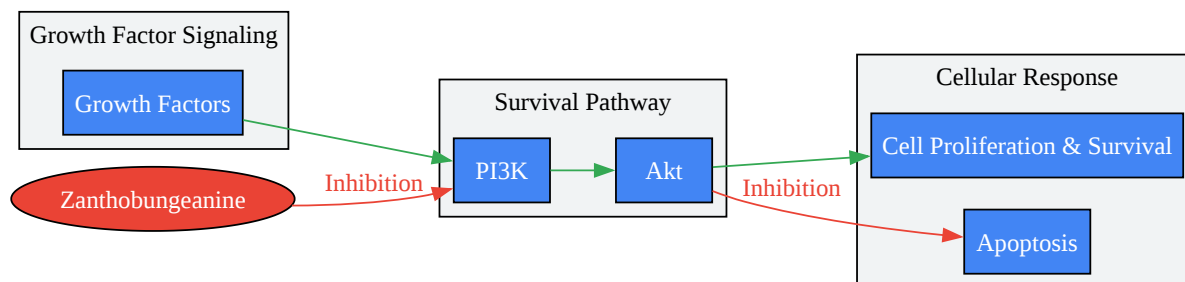 Growth Factor Signaling
Growth Factors
Zanthobungeanine
Inhibition
Survival Pathway
PI3K
Akt
Inhibition
Cellular Response
Cell Proliferation & Survival
Apoptosis